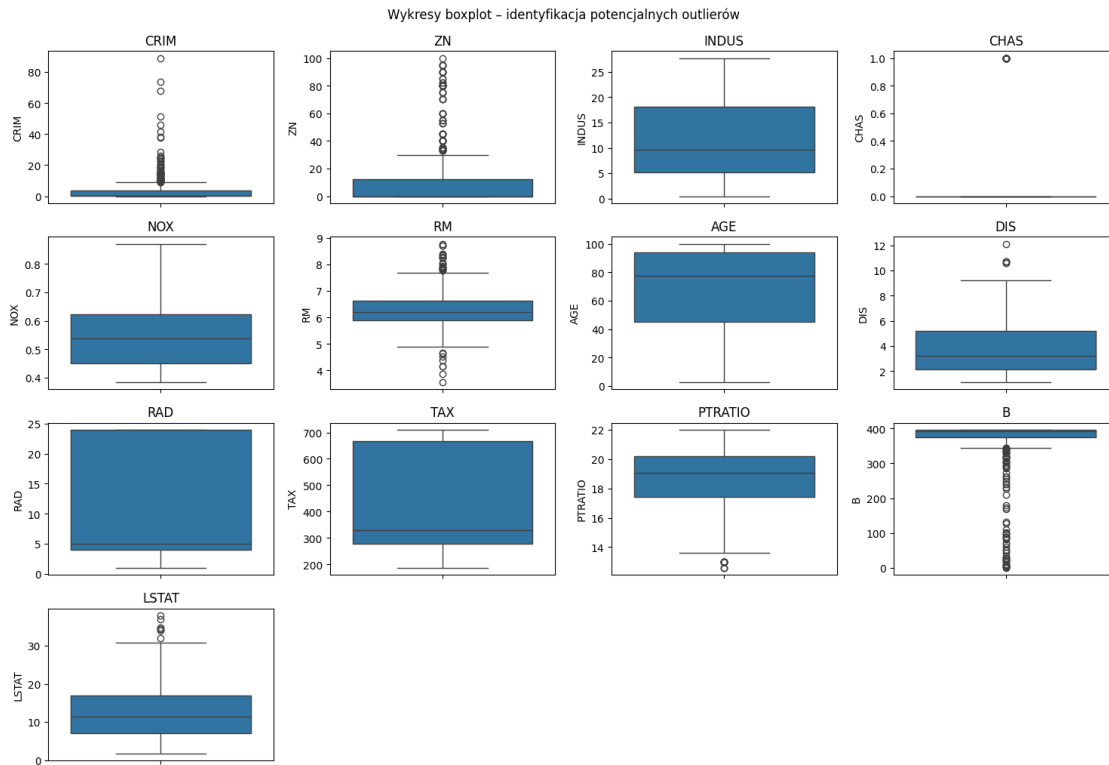 Wykresy boxplot – identyfikacja potencjalnych outlierów
CRIM
ZN
INDUS
CHAS
CRIM
80
60
40
20
0
ZN
100
80
60
40
20
0
INDUS
25
20
15
10
5
0
CHAS
1.0
0.8
0.6
0.4
0.2
0.0
NOX
RM
AGE
DIS
NOX
0.8
0.7
0.6
0.5
0.4
RM
9
8
7
6
5
4
AGE
100
80
60
40
20
0
DIS
12
10
8
6
4
2
RAD
TAX
PTRATIO
B
RAD
25
20
15
10
5
0
TAX
700
600
500
400
300
200
PTRATIO
22
20
18
16
14
B
400
300
200
100
0
LSTAT
LSTAT
30
20
10
0